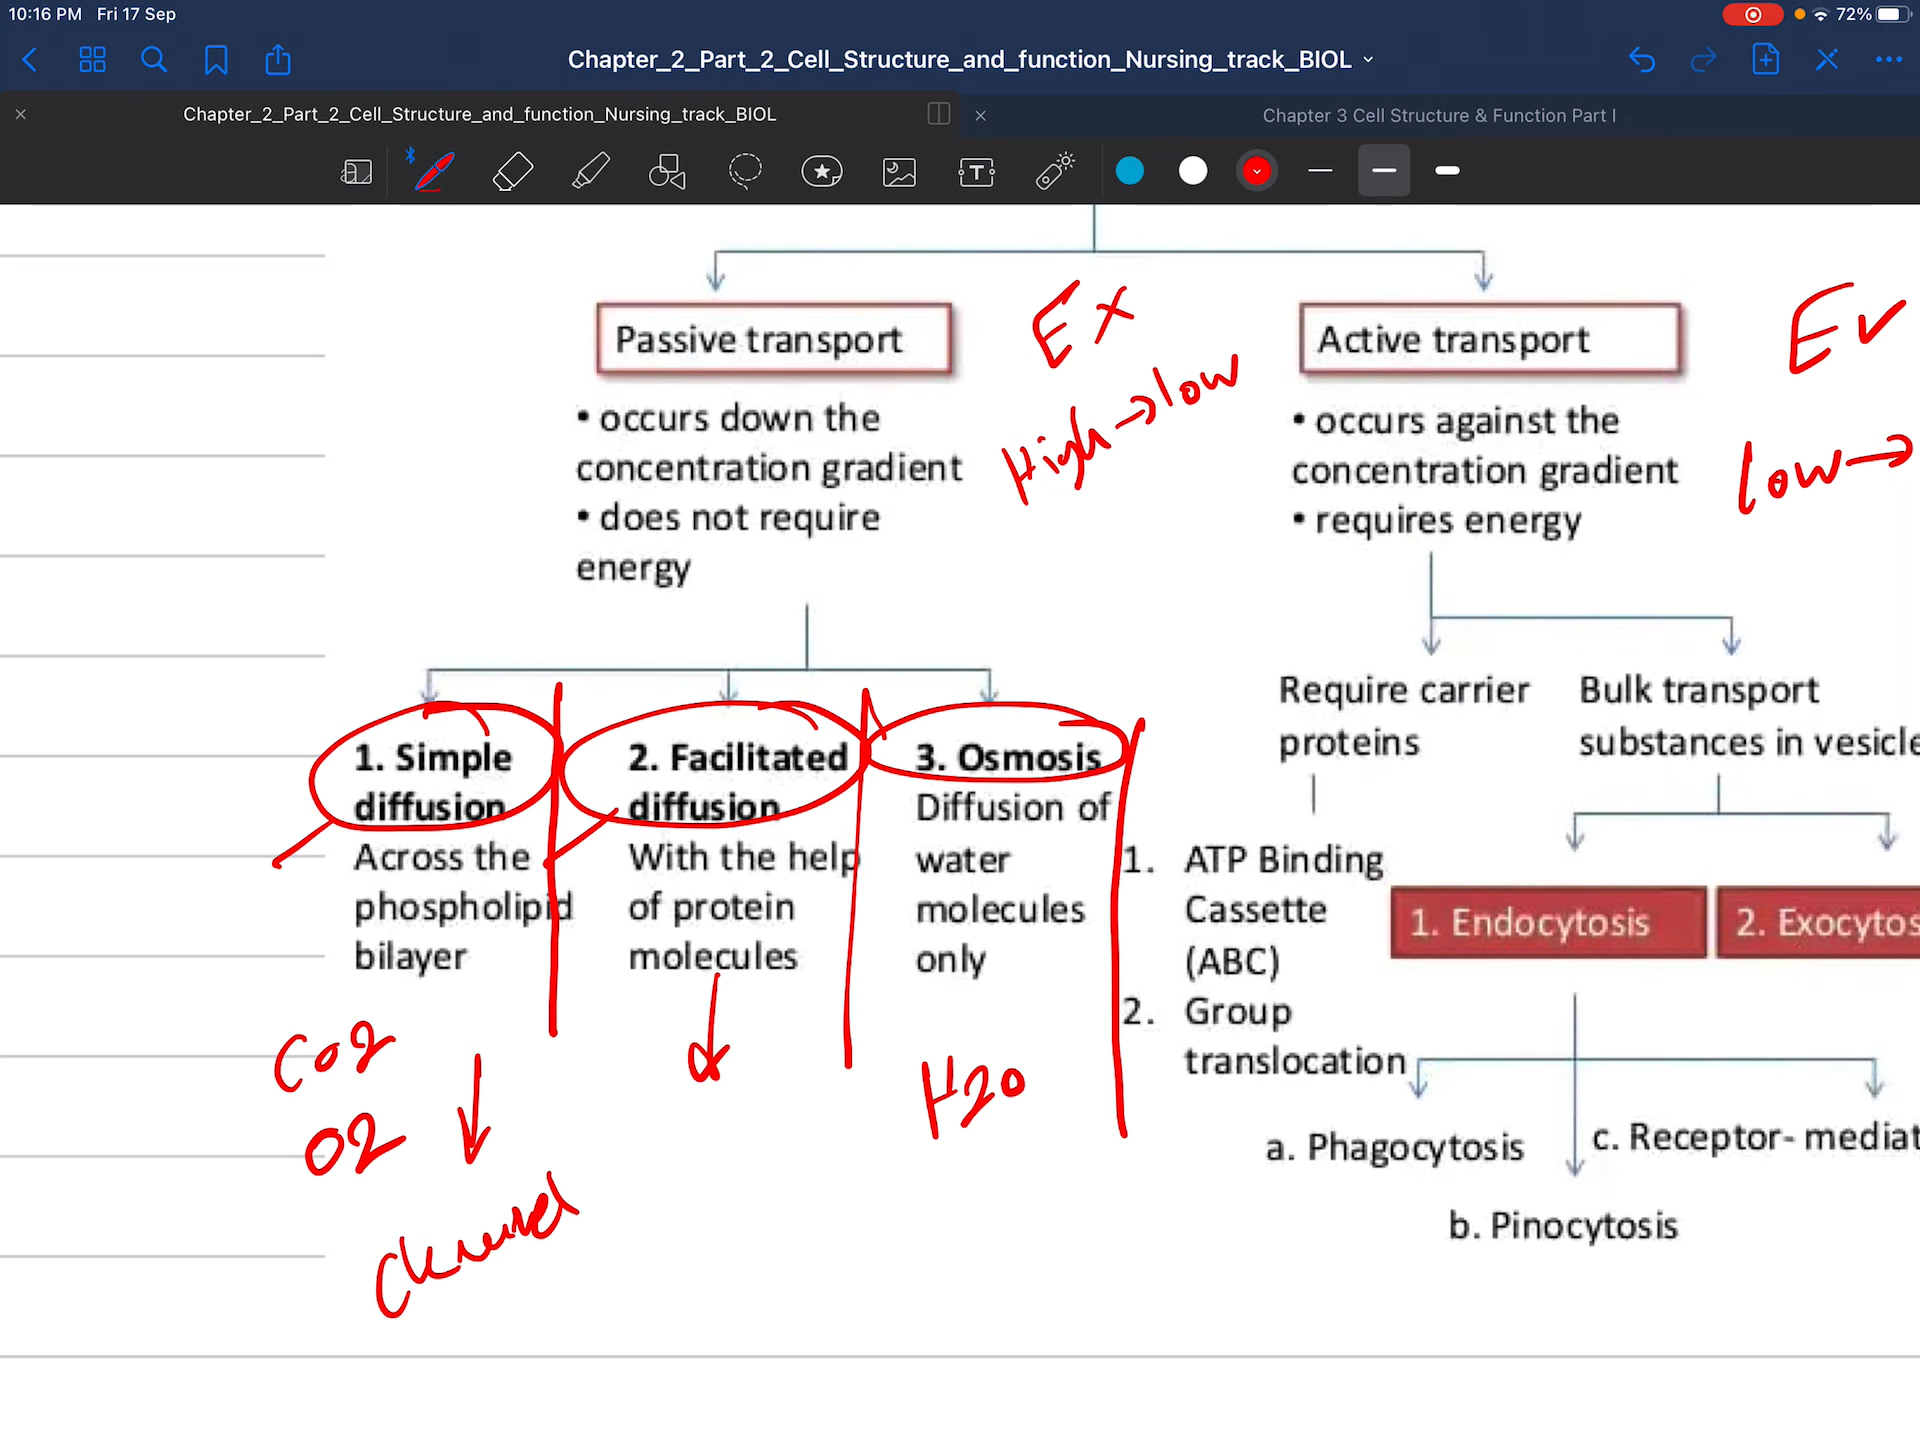 10:16 PM Fri 17 Sep
72%
Chapter_2_Part_2_Cell_Structure_and_function_Nursing_track_BIOL
Chapter_2_Part_2_Cell_Structure_and_function_Nursing_track_BIOL
Chapter 3 Cell Structure & Function Part I
T
Passive transport
E x
High → low
• occurs down the
concentration gradient
• does not require
energy
Active transport
E ✓
low →
• occurs against the
concentration gradient
• requires energy
1. Simple
diffusion
Across the
phospholipid
bilayer
CO2
O2
2. Facilitated
diffusion
With the help
of protein
molecules
3. Osmosis
Diffusion of
water
molecules
only
H2O
Require carrier
proteins
1. ATP Binding
Cassette
(ABC)
2. Group
translocation
Bulk transport
substances in vesicle
1. Endocytosis
2. Exocytos
a. Phagocytosis
b. Pinocytosis
c. Receptor- mediat